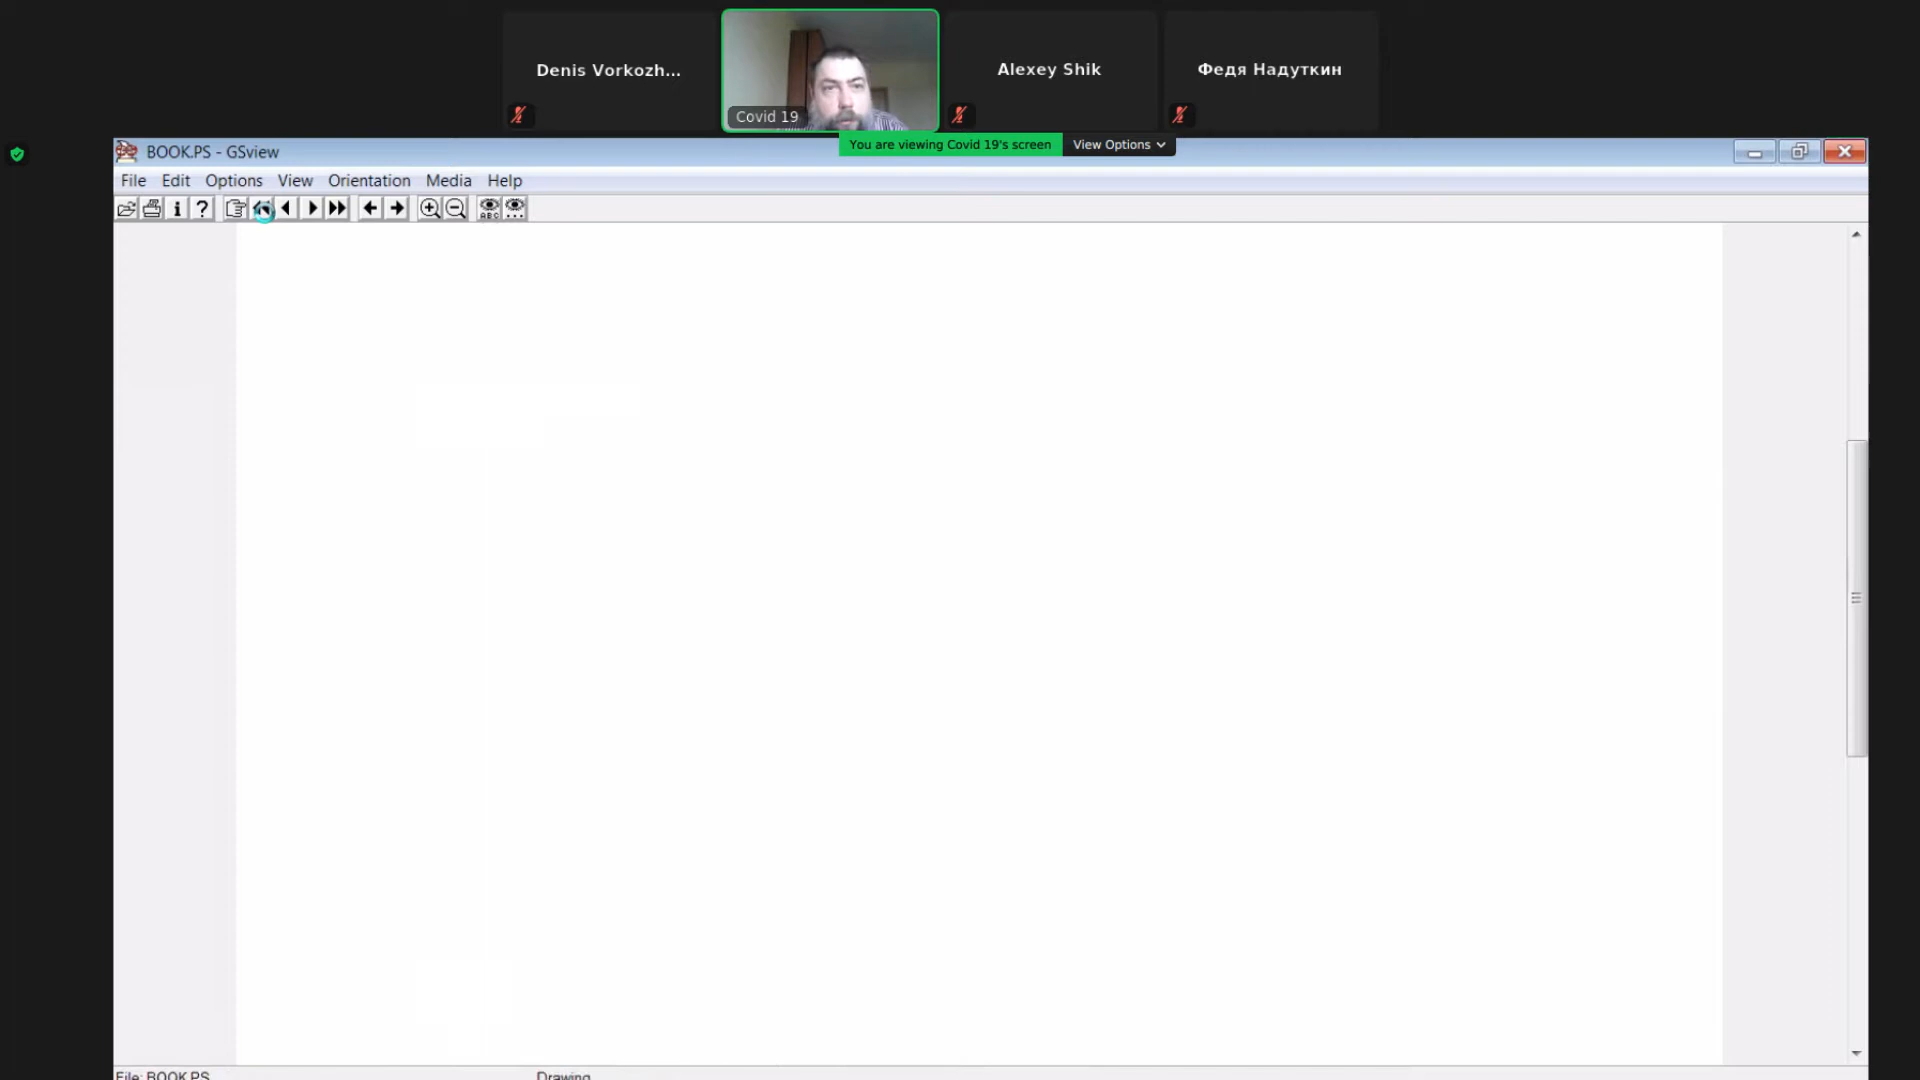 Denis Vorkozh...
Covid 19
Alexey Shik
Федя Надуткин
You are viewing Covid 19's screen
View Options
BOOK.PS - GSview
File Edit Options View Orientation Media Help
File: BOOK.PS Drawing